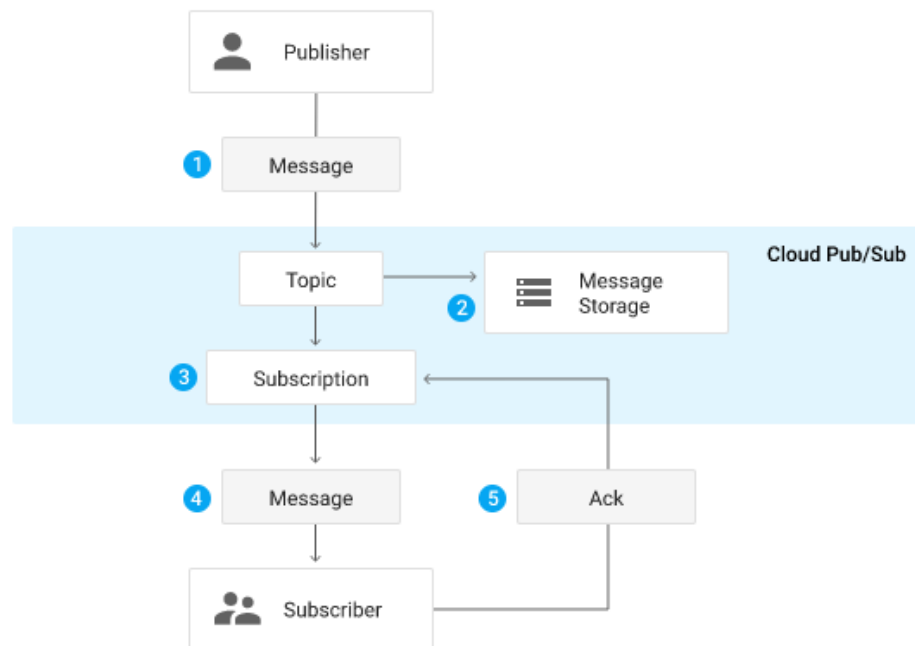 Publisher
1
Message
Cloud Pub/Sub
Topic
2
Message
Storage
3
Subscription
4
Message
5
Ack
Subscriber